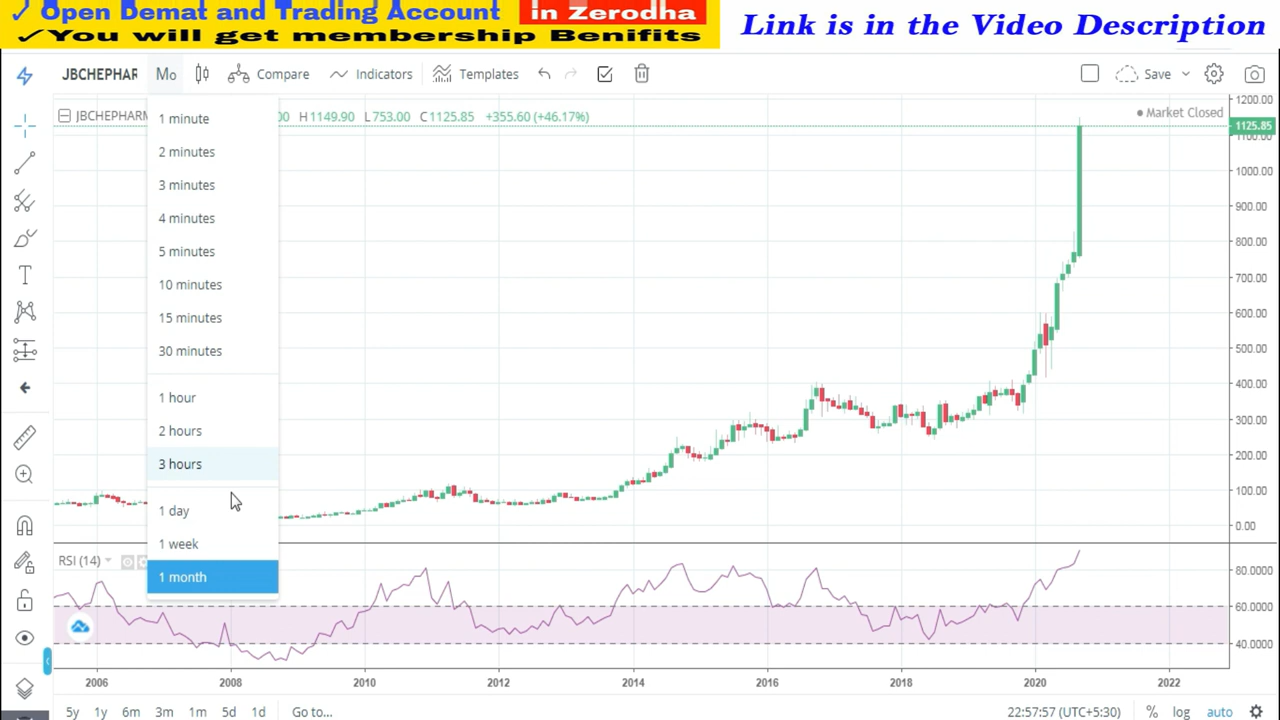 ✓ Open Demat and Trading Account In Zerodha
✓You will get membership Benifits
Link is in the Video Description
JBCHEPHAR Mo Compare Indicators Templates Save
JBCHEPHARM H1149.90 L753.00 C1125.85 +355.60 (+46.17%)
Market Closed
1 minute
2 minutes
3 minutes
4 minutes
5 minutes
10 minutes
15 minutes
30 minutes
1 hour
2 hours
3 hours
1 day
1 week
1 month
1200.00
1125.85
1100.00
1000.00
900.00
800.00
700.00
600.00
500.00
400.00
300.00
200.00
100.00
0.00
RSI (14)
80.0000
60.0000
40.0000
2006 2008 2010 2012 2014 2016 2018 2020 2022
5y 1y 6m 3m 1m 5d 1d Go to... 22:57:57 (UTC+5:30) % log auto